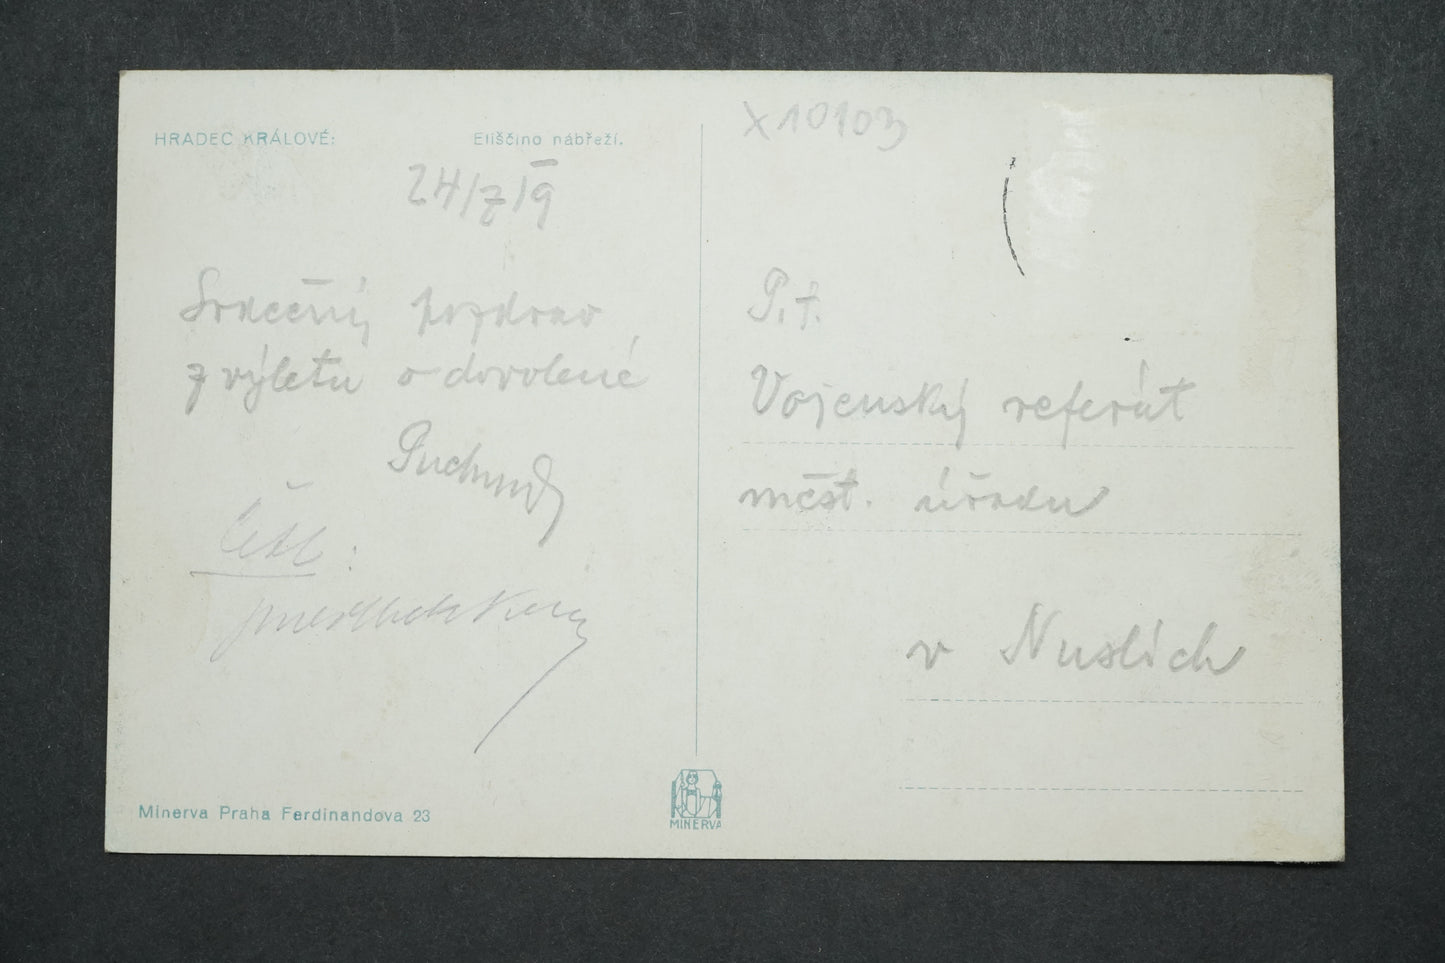 HRADEC KRÁLOVÉ: Eliščino nábřeží.
24/7 19
Srdečný pozdrav
z výletu o dovolené
Četl:
Minerva Praha Ferdinandova 23
MINERVA
X10103
P. t.
Vojenský referát
měst. úřadu
v Nuslích